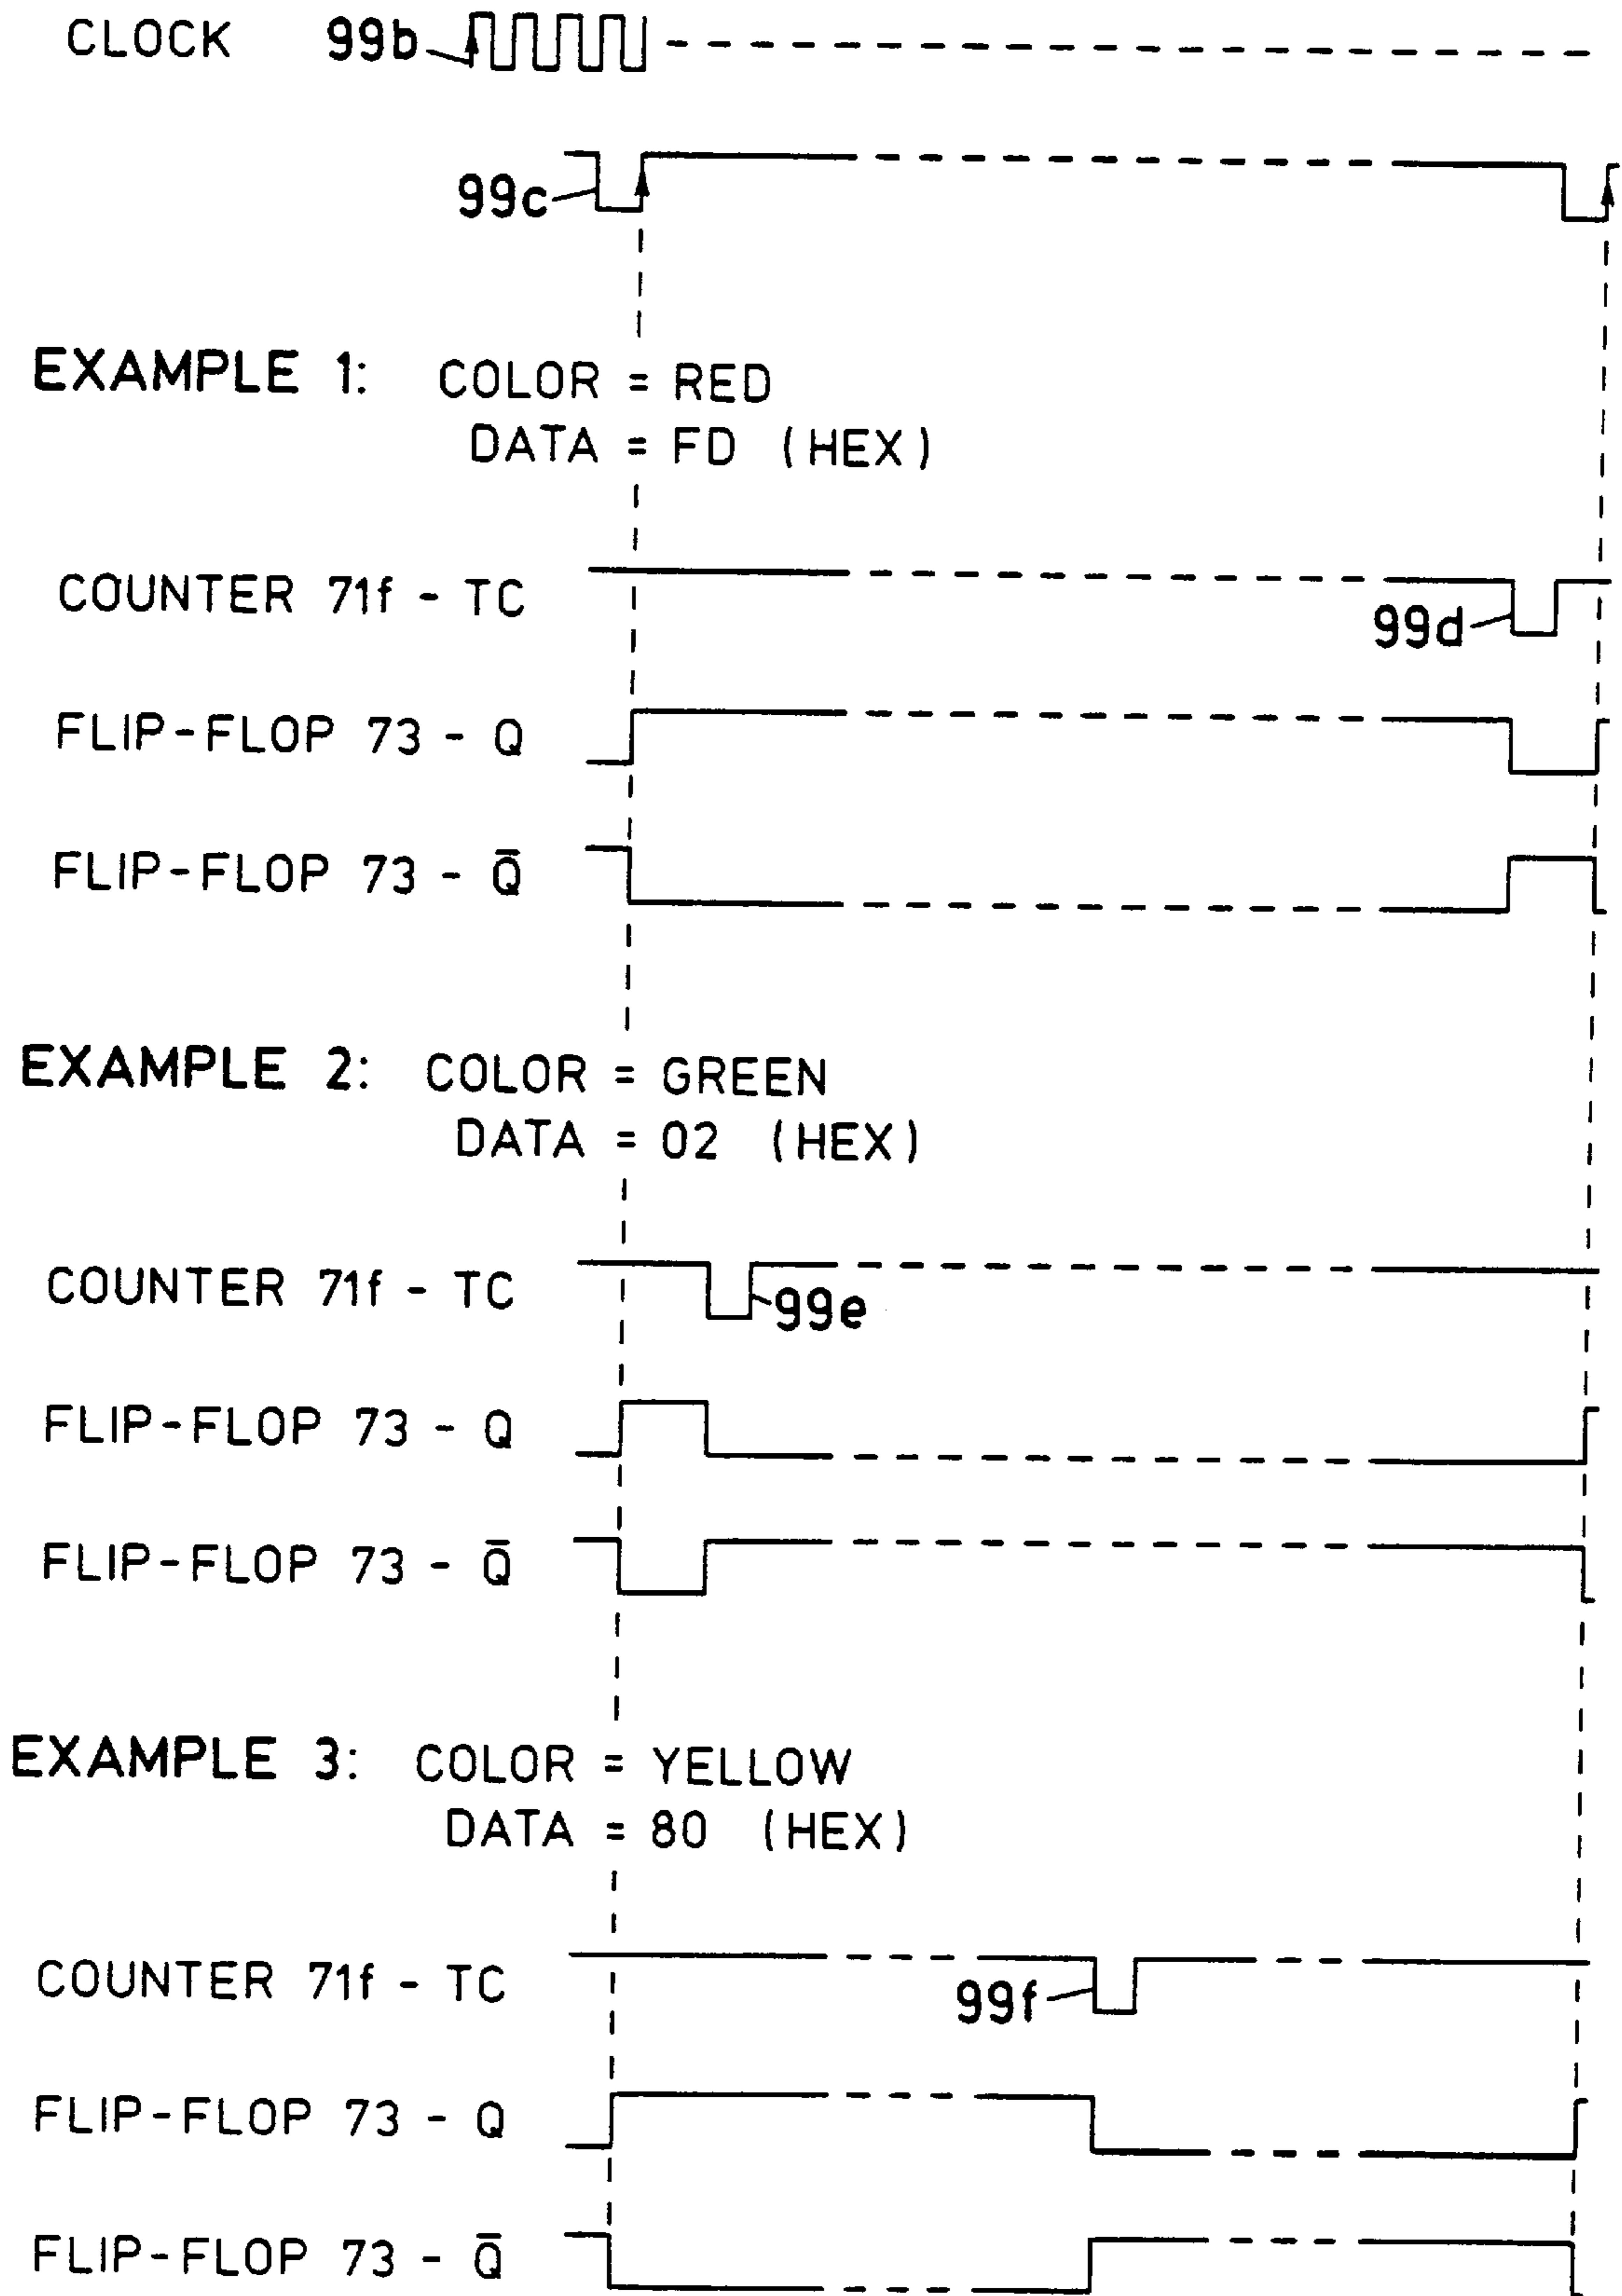 CLOCK 99b
99c
EXAMPLE 1: COLOR = RED
DATA = FD (HEX)
COUNTER 71f - TC 99d
FLIP-FLOP 73 - Q
FLIP-FLOP 73 - Q̄
EXAMPLE 2: COLOR = GREEN
DATA = 02 (HEX)
COUNTER 71f - TC 99e
FLIP-FLOP 73 - Q
FLIP-FLOP 73 - Q̄
EXAMPLE 3: COLOR = YELLOW
DATA = 80 (HEX)
COUNTER 71f - TC 99f
FLIP-FLOP 73 - Q
FLIP-FLOP 73 - Q̄